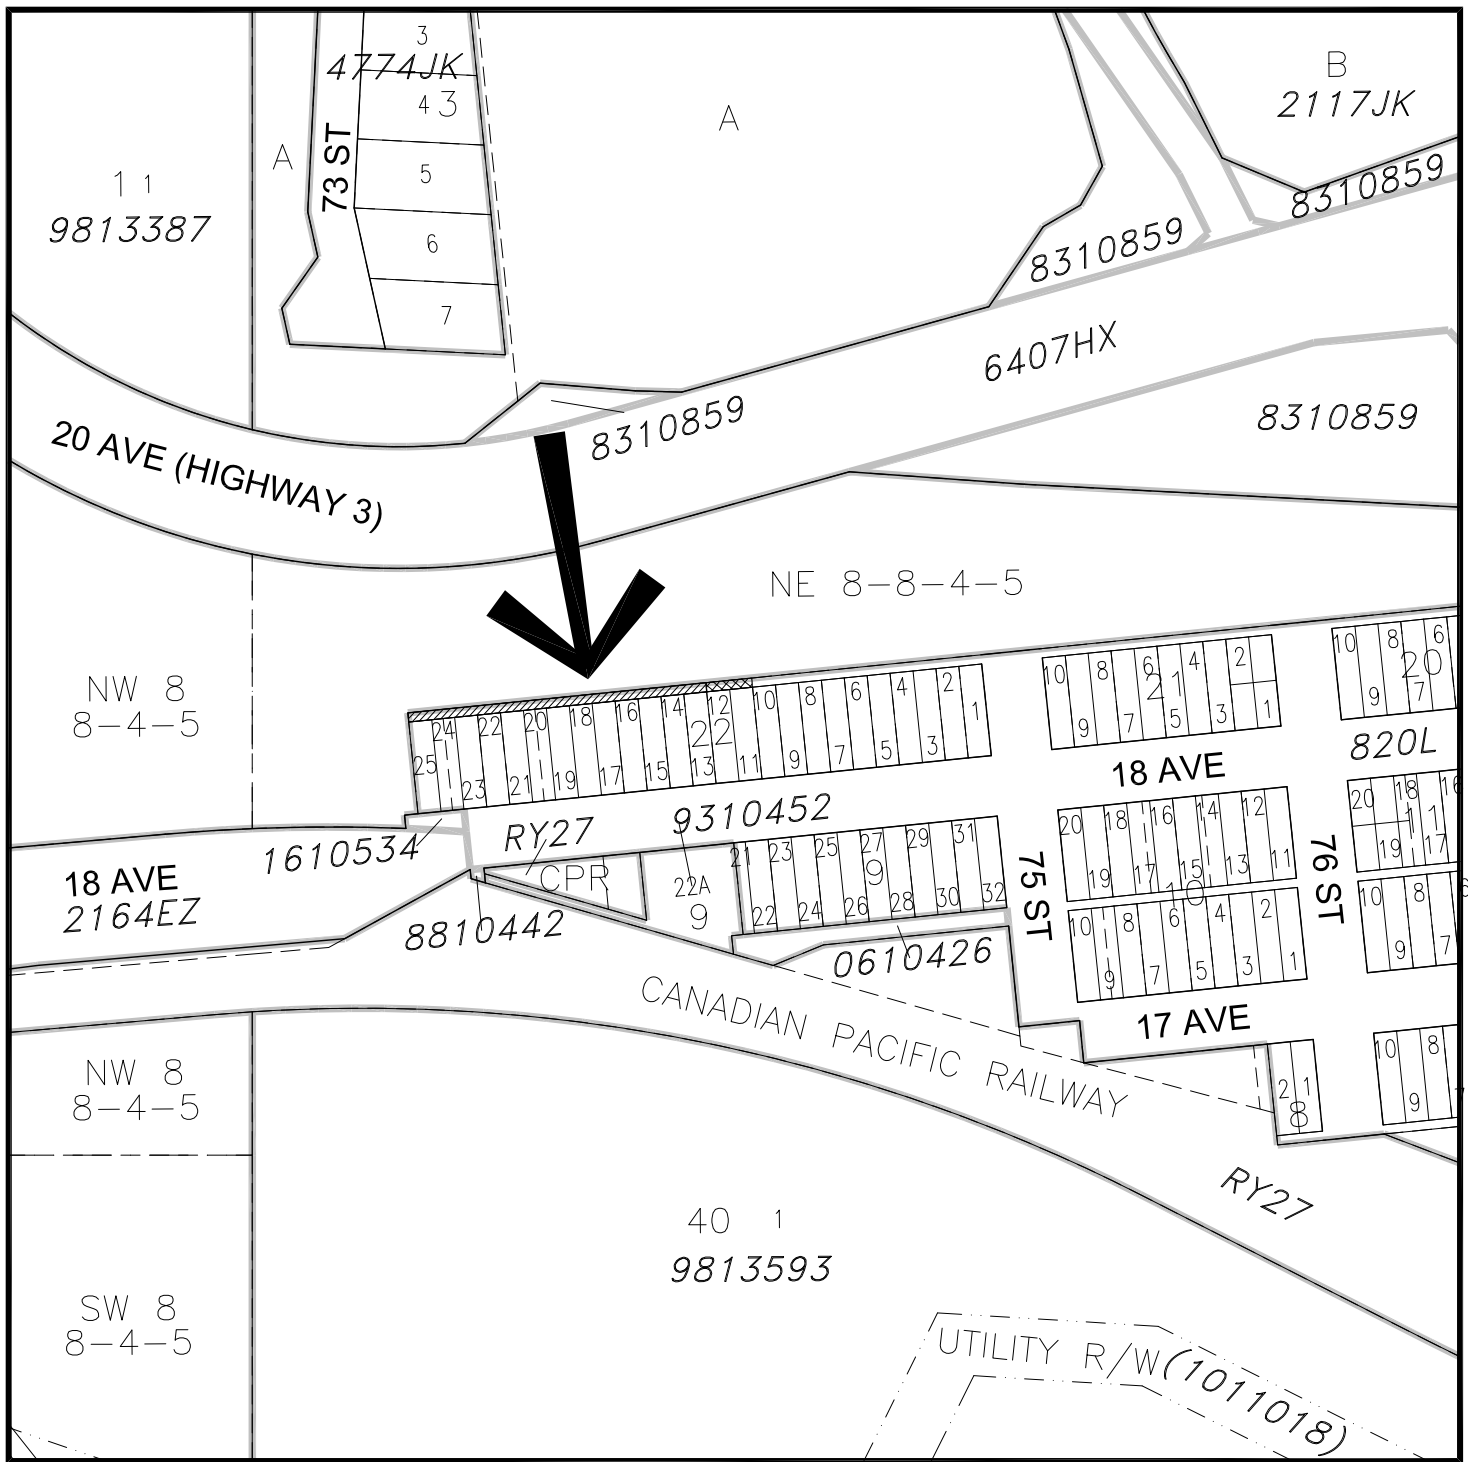 3
4774JK
4
3
5
6
7
73 ST
A
A
B
2117JK
1 1
9813387
8310859
8310859
6407HX
8310859
8310859
20 AVE (HIGHWAY 3)
NE 8-8-4-5
NW 8
8-4-5
25 24 23 22 21 20 19 18 17 16 15 14 13 12 11 10 9 8 7 6 5 4 3 2 1
22
10 9 8 7 6 5 4 3 2 1
21
10 9 8 7 6
20
820L
18 AVE
9310452
RY27
1610534
18 AVE
2164EZ
CPR
22A
9
21 22 23 24 25 26 27 28 29 30 31 32
9
8810442
0610426
75 ST
20 19 18 17 16 15 14 13 12 11
10
10 9 8 7 6 5 4 3 2 1
76 ST
20 19 18 17 16
11
10 9 8 7 6
17 AVE
CANADIAN PACIFIC RAILWAY
2 1
8
10 9 8 7
NW 8
8-4-5
RY27
40 1
9813593
SW 8
8-4-5
UTILITY R/W(1011018)